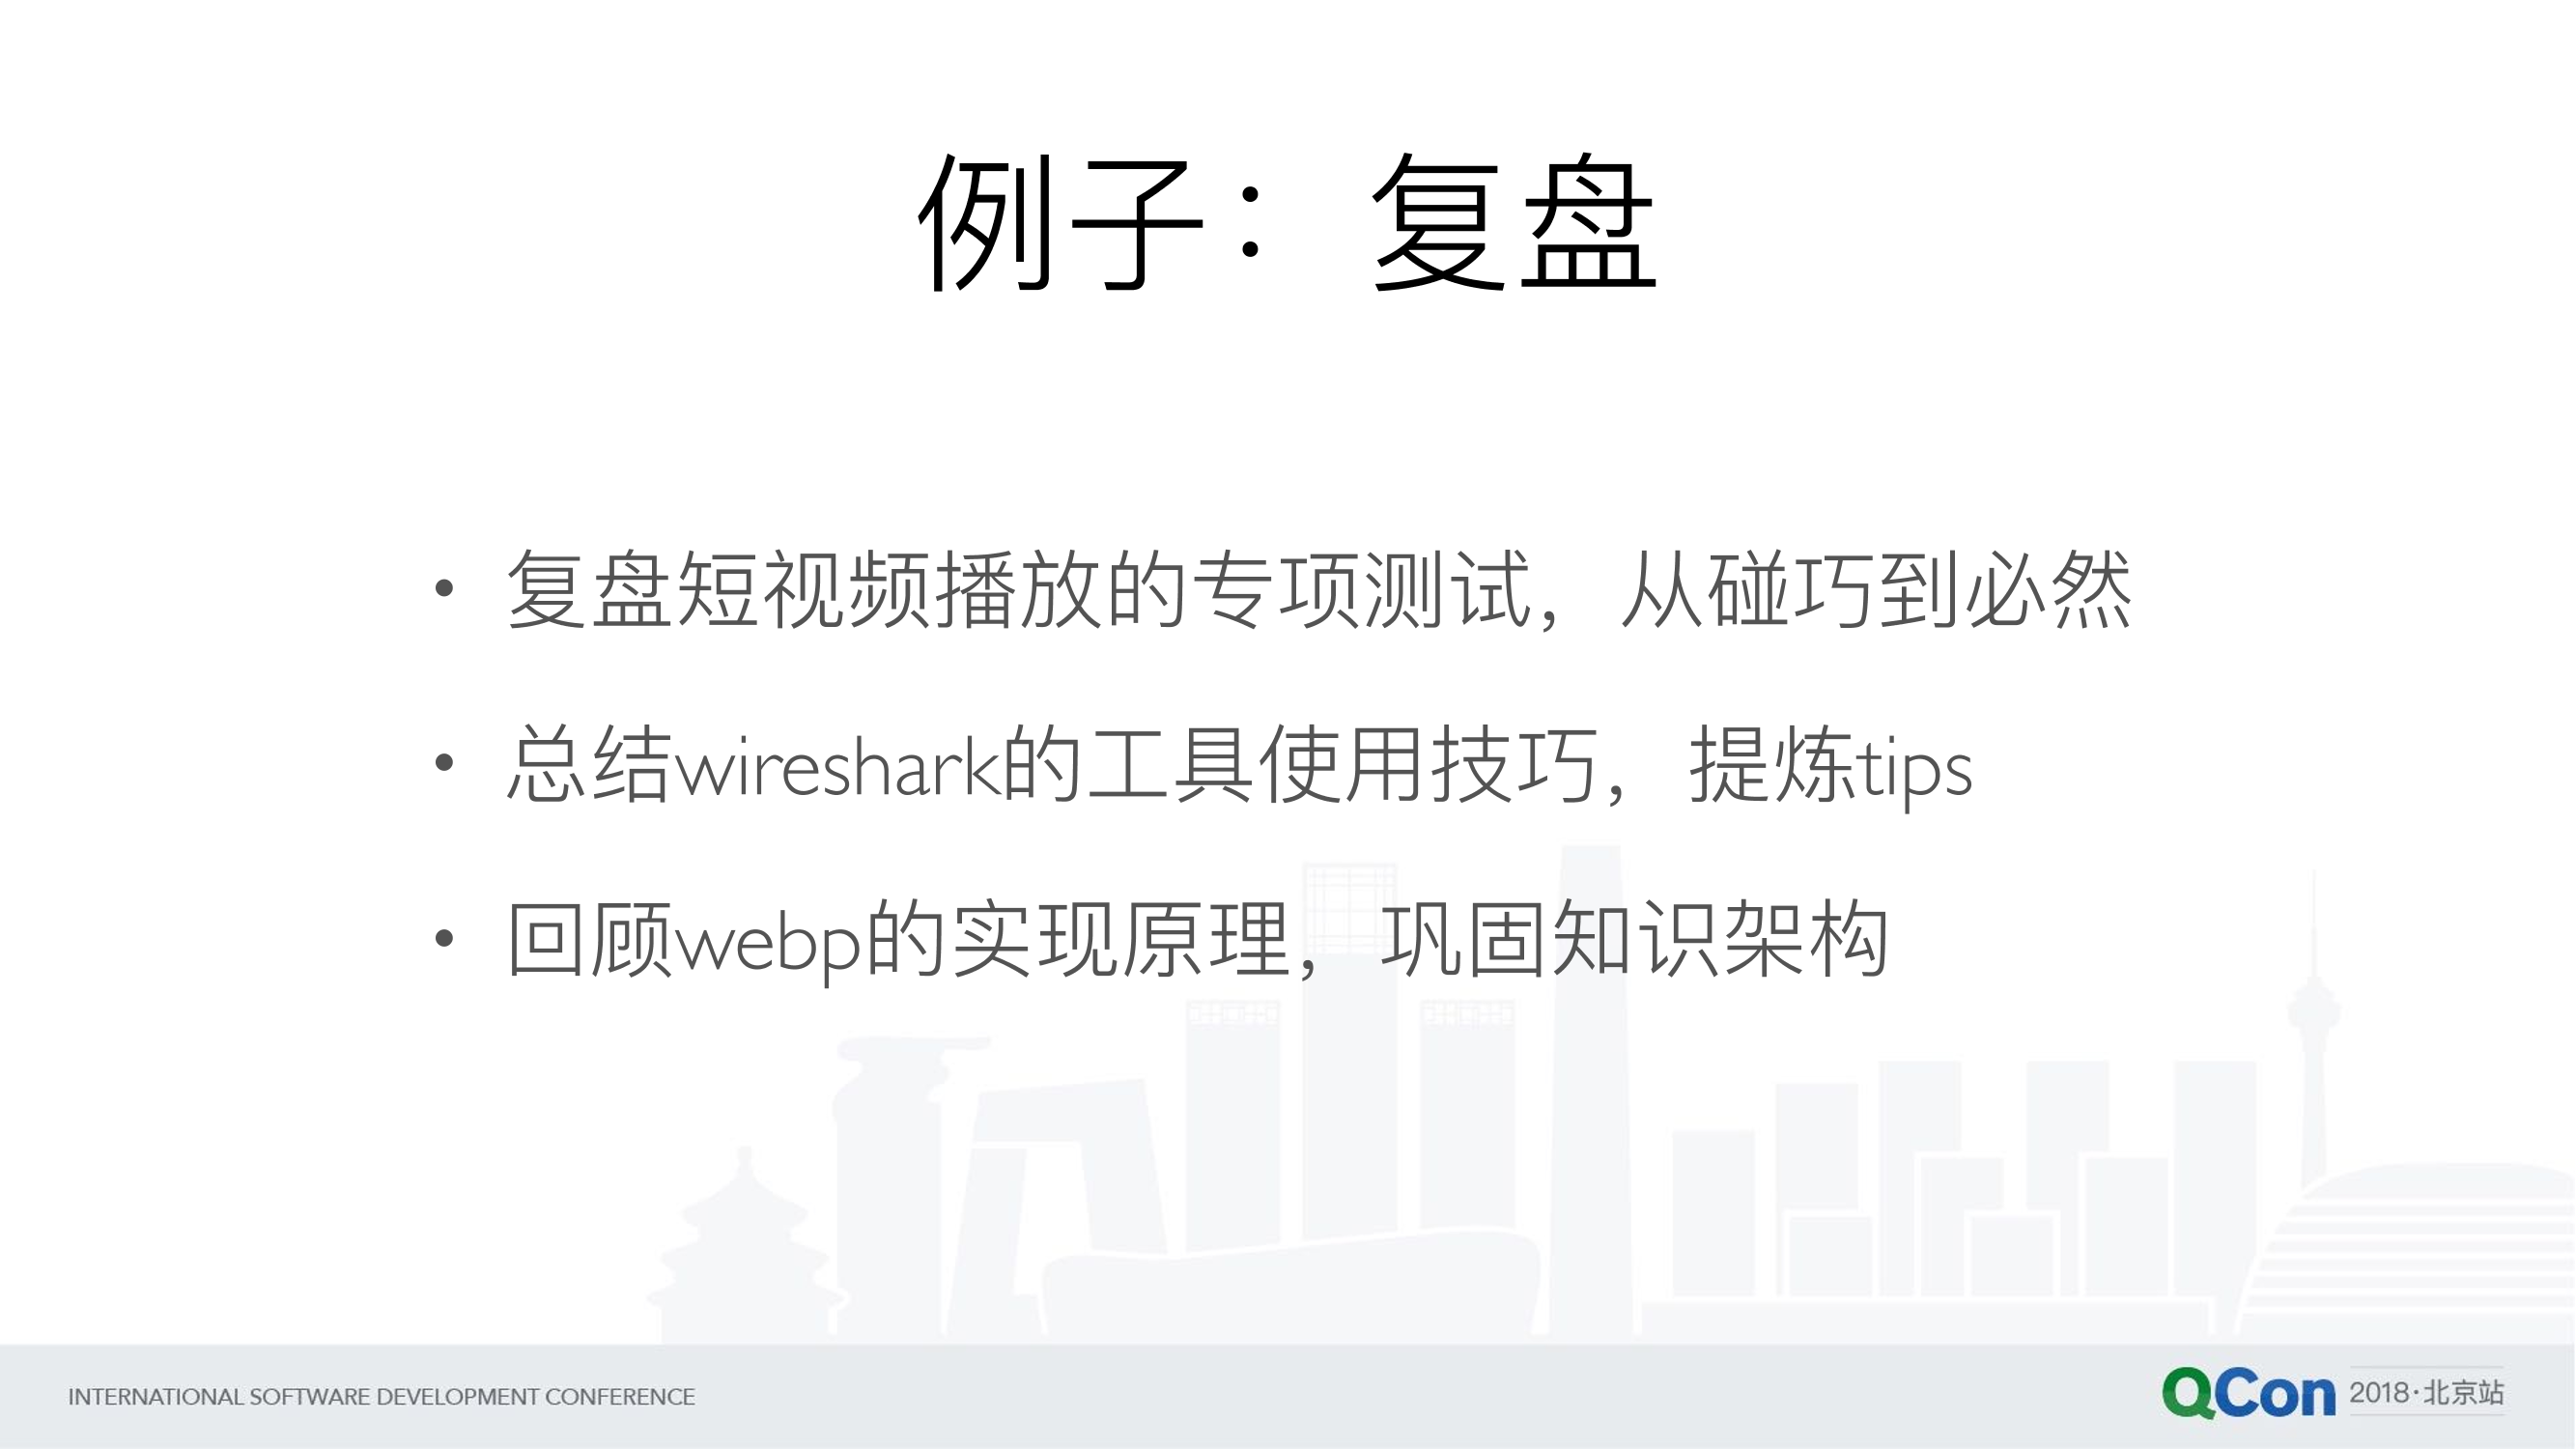 例子：复盘
• 复盘短视频播放的专项测试，从碰巧到必然
• 总结wireshark的工具使用技巧，提炼tips
• 回顾webp的实现原理，巩固知识架构
INTERNATIONAL SOFTWARE DEVELOPMENT CONFERENCE
QCon 2018·北京站